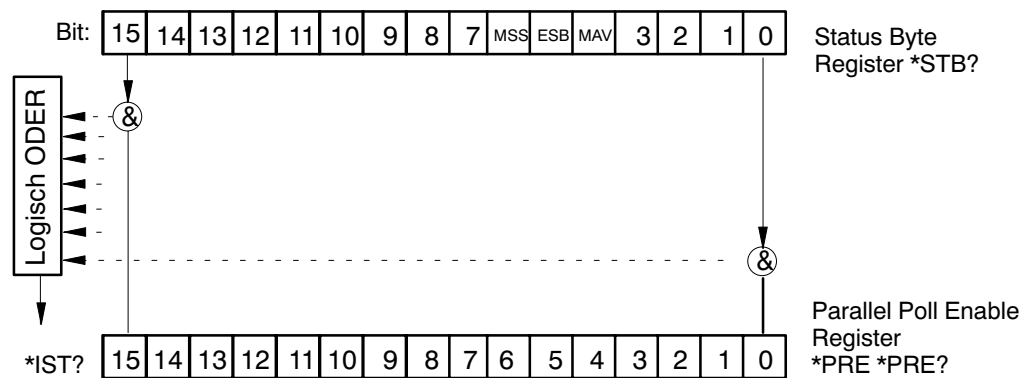 Bit: 15 14 13 12 11 10 9 8 7 MSS ESB MAV 3 2 1 0
Status Byte
Register *STB?
&
Logisch ODER
&
Parallel Poll Enable
Register
*PRE *PRE?
*IST? 15 14 13 12 11 10 9 8 7 6 5 4 3 2 1 0